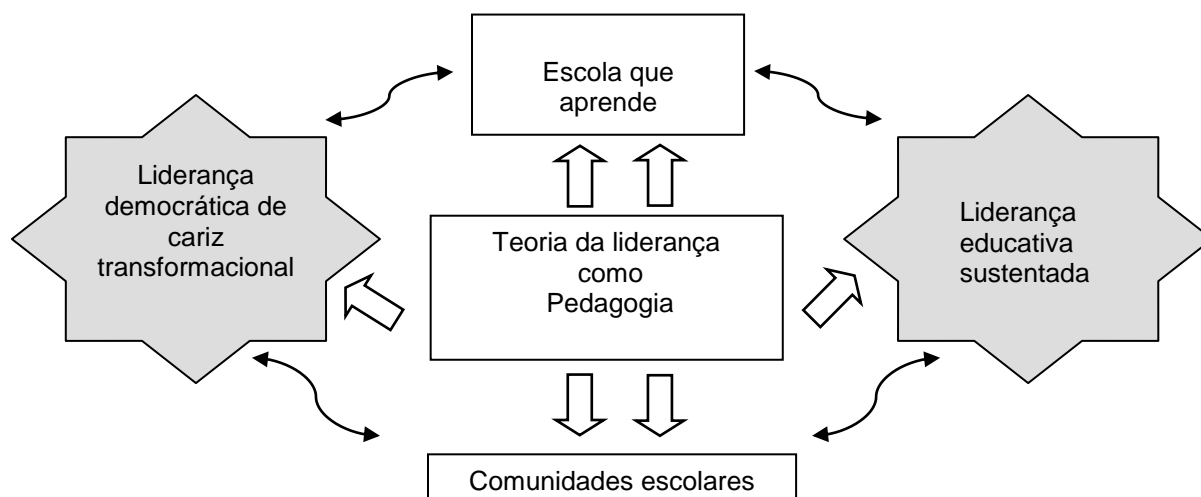 Escola que
aprende
Liderança
democrática de
cariz
transformacional
Teoria da liderança
como
Pedagogia
Liderança
educativa
sustentada
Comunidades escolares